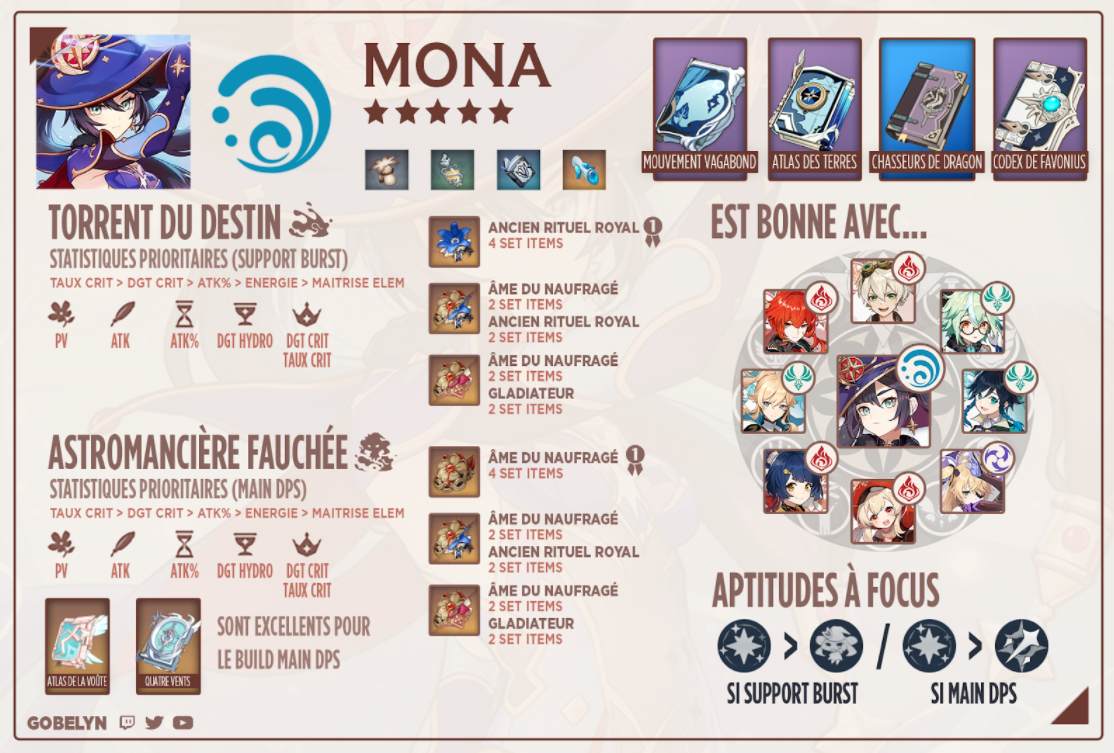 MONA
MOUVEMENT VAGABOND
ATLAS DES TERRES
CHASSEURS DE DRAGON
CODEX DE FAVONIUS
TORRENT DU DESTIN
STATISTIQUES PRIORITAIRES (SUPPORT BURST)
TAUX CRIT > DGT CRIT > ATK% > ENERGIE > MAITRISE ELEM
PV
ATK
ATK%
DGT HYDRO
DGT CRIT
TAUX CRIT
ANCIEN RITUEL ROYAL
1
4 SET ITEMS
ÂME DU NAUFRAGÉ
2 SET ITEMS
ANCIEN RITUEL ROYAL
2 SET ITEMS
ÂME DU NAUFRAGÉ
2 SET ITEMS
GLADIATEUR
2 SET ITEMS
EST BONNE AVEC...
ASTROMANCIÈRE FAUCHÉE
STATISTIQUES PRIORITAIRES (MAIN DPS)
TAUX CRIT > DGT CRIT > ATK% > ENERGIE > MAITRISE ELEM
PV
ATK
ATK%
DGT HYDRO
DGT CRIT
TAUX CRIT
ÂME DU NAUFRAGÉ
1
4 SET ITEMS
ÂME DU NAUFRAGÉ
2 SET ITEMS
ANCIEN RITUEL ROYAL
2 SET ITEMS
ÂME DU NAUFRAGÉ
2 SET ITEMS
GLADIATEUR
2 SET ITEMS
ATLAS DE LA VOÛTE
QUATRE VENTS
SONT EXCELLENTS POUR
LE BUILD MAIN DPS
APTITUDES À FOCUS
> / >
SI SUPPORT BURST
SI MAIN DPS
GOBELYN